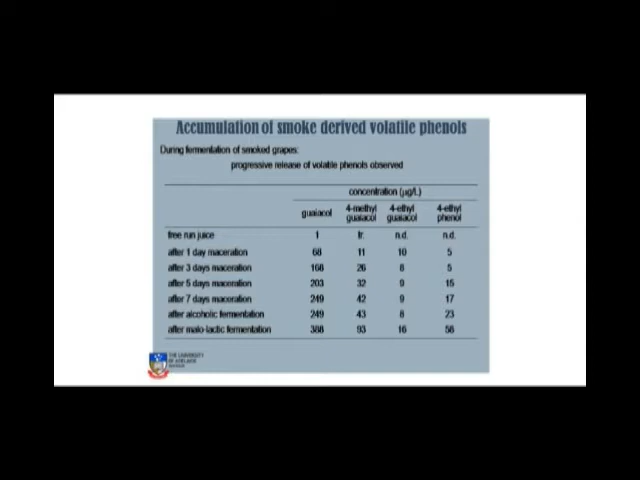 Accumulation of smoke derived volatile phenols
During fermentation of smoked grapes:
progressive release of volatile phenols observed
concentration (µg/L)
guaiacol 4-methyl guaiacol 4-ethyl guaiacol 4-ethyl phenol
free run juice 1 tr. n.d. n.d.
after 1 day maceration 68 11 10 5
after 3 days maceration 168 26 8 5
after 5 days maceration 203 32 9 15
after 7 days maceration 249 42 9 17
after alcoholic fermentation 249 43 8 23
after malo-lactic fermentation 388 93 16 58
THE UNIVERSITY
OF ADELAIDE